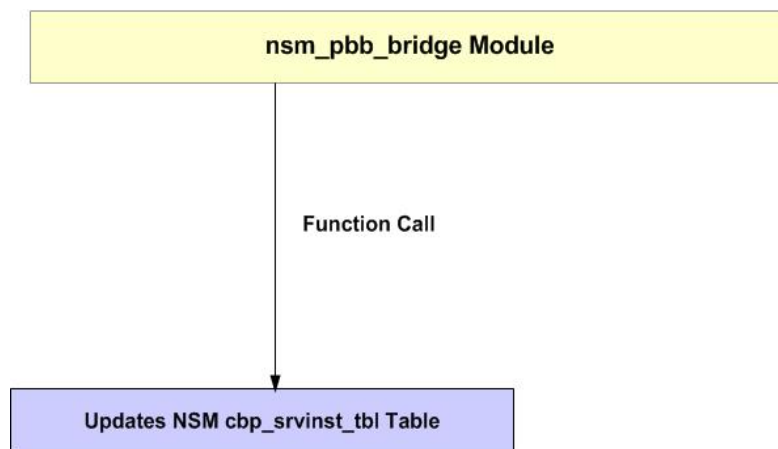 nsm_pbb_bridge Module
Function Call
Updates NSM cbp_srvinst_tbl Table